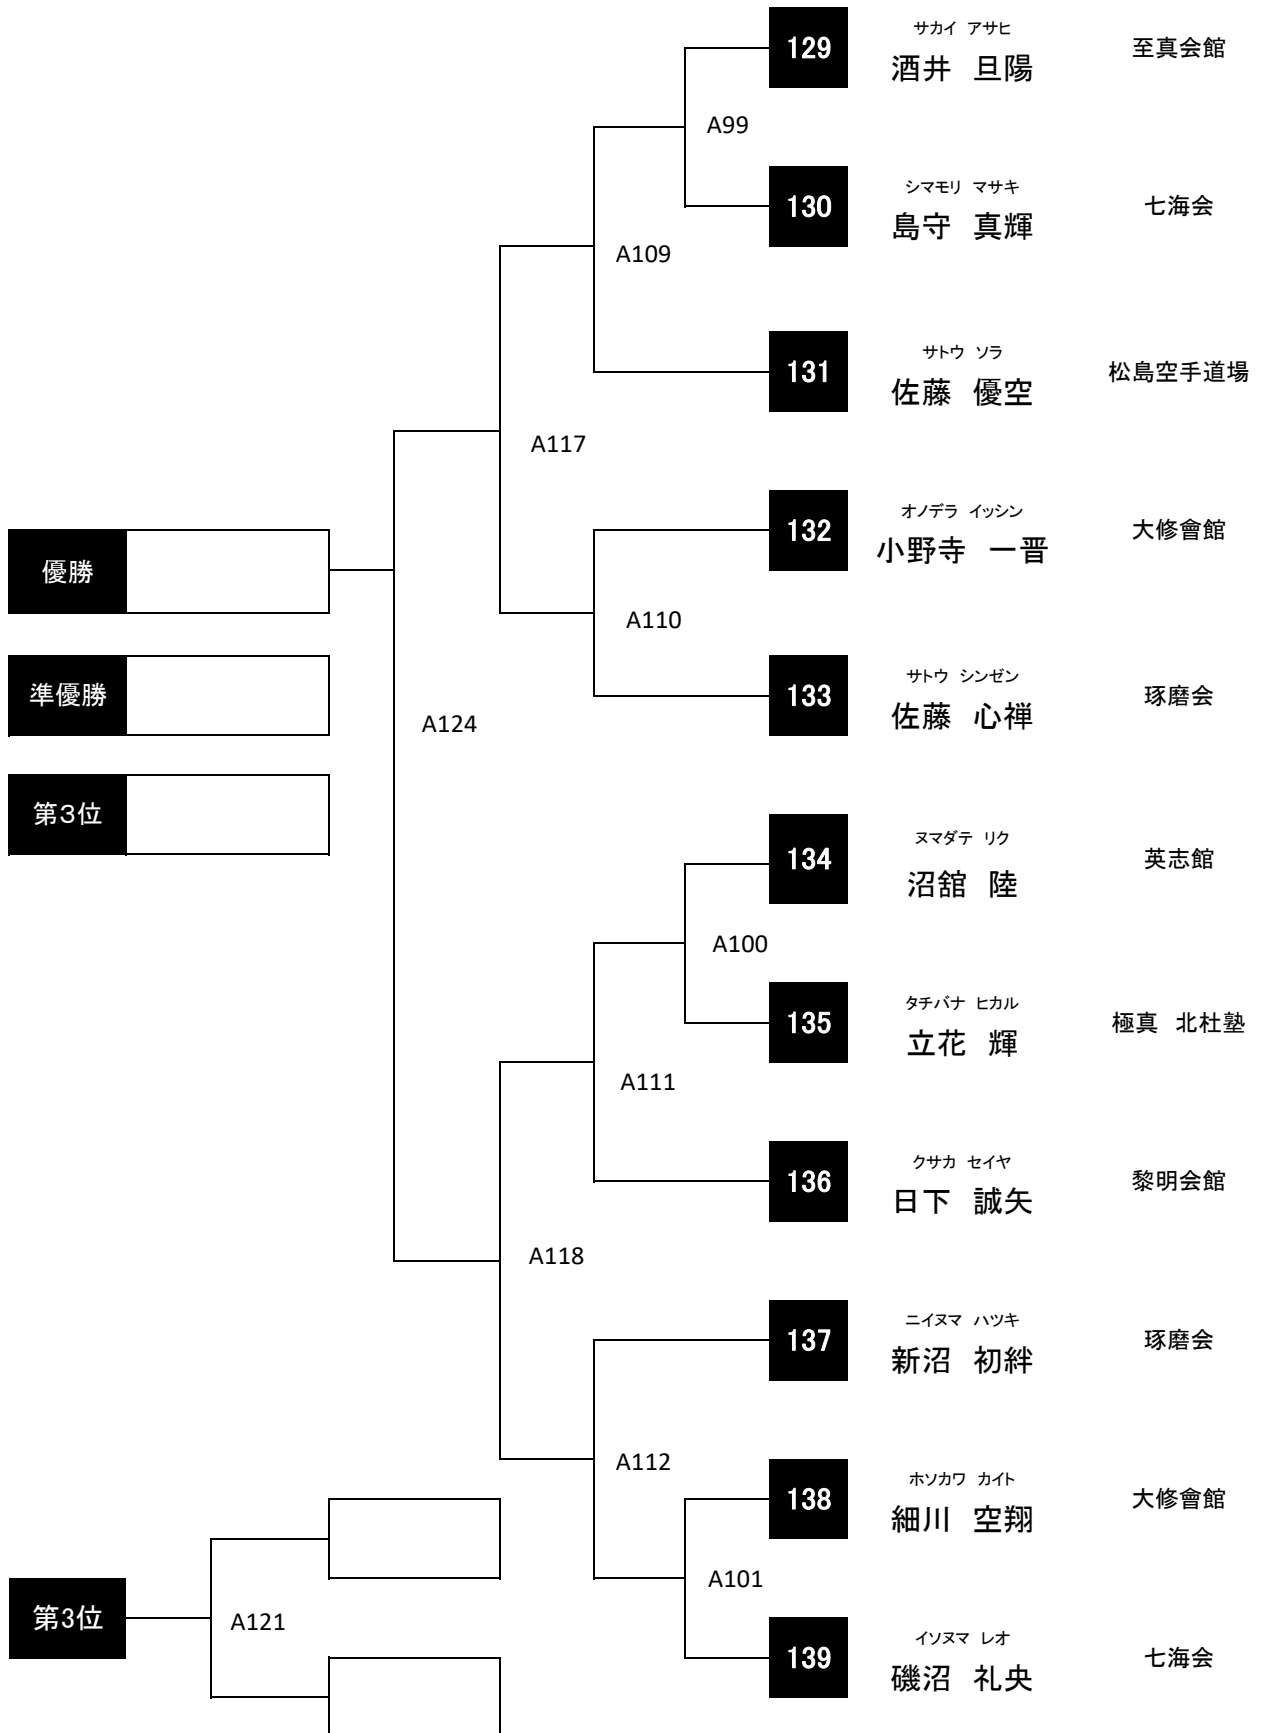 129
サカイ アサヒ
酒井 旦陽
至真会館
A99
130
シマモリ マサキ
島守 真輝
七海会
A109
131
サトウ ソラ
佐藤 優空
松島空手道場
A117
132
オノデラ イッシン
小野寺 一晋
大修會館
優勝
A110
133
サトウ シンゼン
佐藤 心禅
琢磨会
準優勝
A124
第3位
134
ヌマダテ リク
沼舘 陸
英志館
A100
135
タチバナ ヒカル
立花 輝
極真 北杜塾
A111
136
クサカ セイヤ
日下 誠矢
黎明会館
A118
137
ニイヌマ ハツキ
新沼 初絆
琢磨会
A112
138
ホソカワ カイト
細川 空翔
大修會館
A101
第3位
A121
139
イソヌマ レオ
磯沼 礼央
七海会